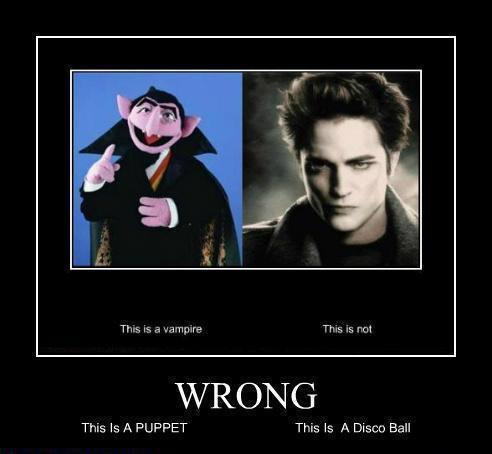 This is a vampire This is not
WRONG
This Is A PUPPET This Is A Disco Ball